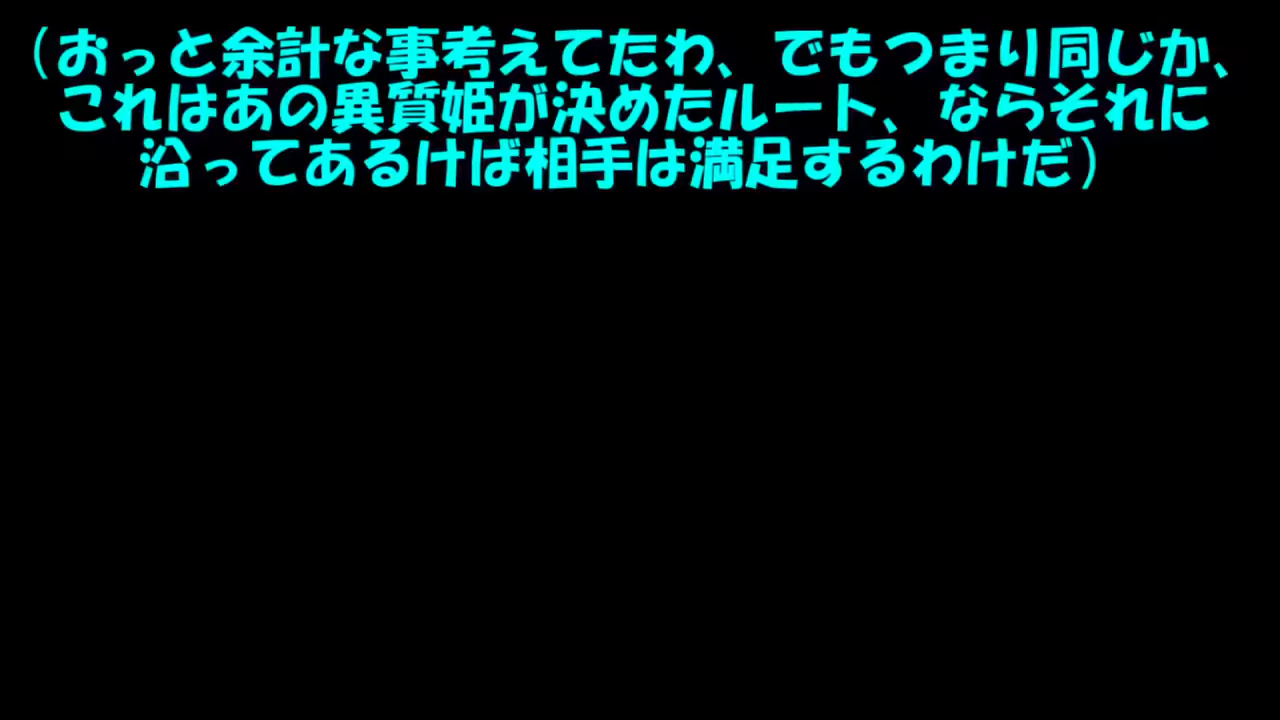 (おっと余計な事考えてたわ、でもつまり同じか、
これはあの異質姫が決めたルート、ならそれに
沿ってあるけば相手は満足するわけだ)